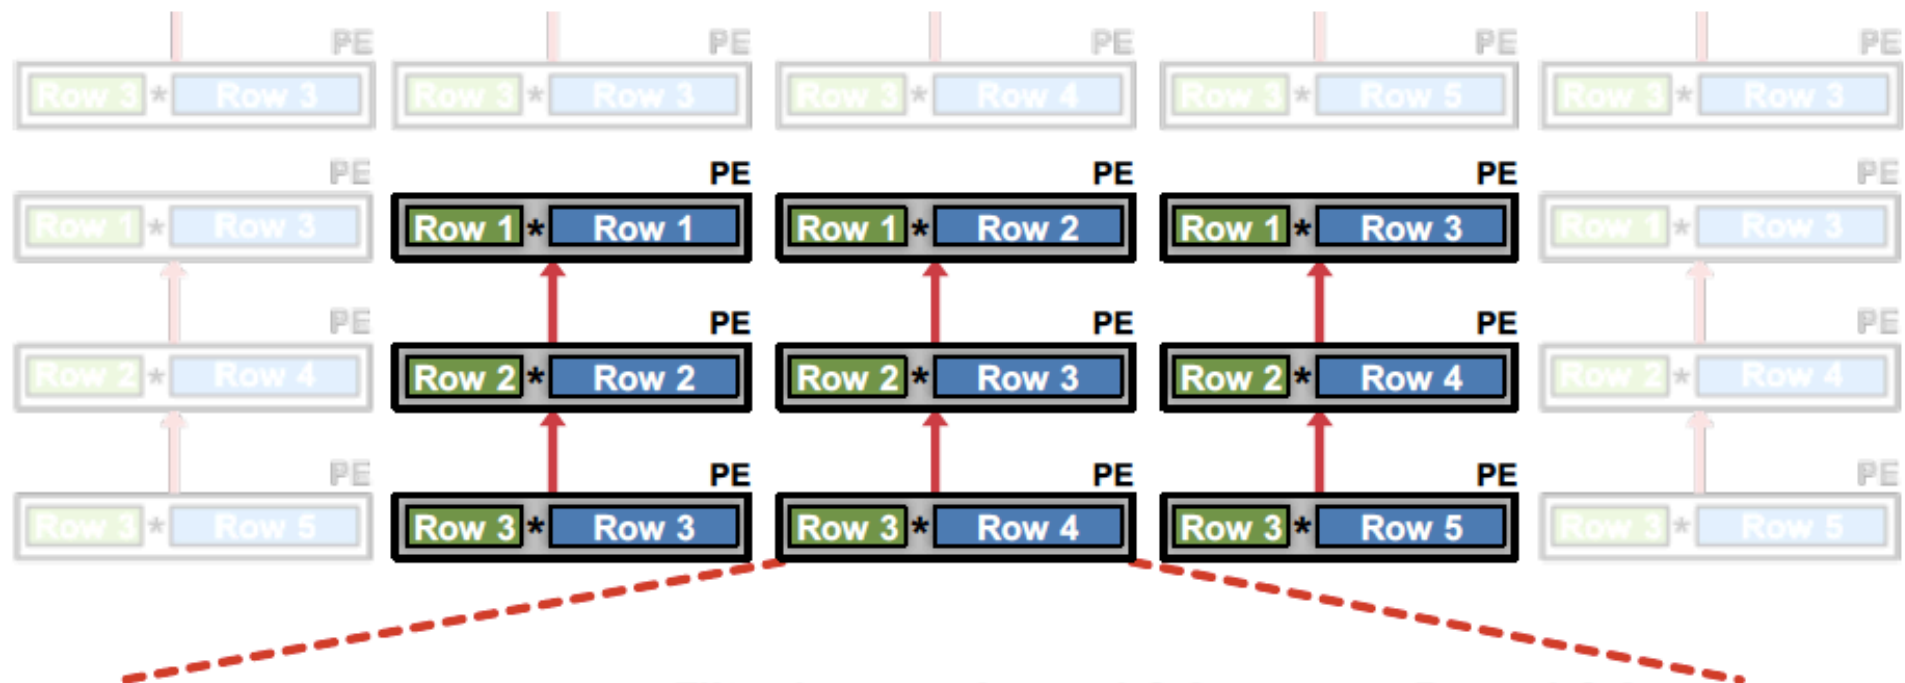 PE PE PE PE PE
Row 3 * Row 3 Row 3 * Row 3 Row 3 * Row 4 Row 3 * Row 5 Row 3 * Row 3
PE PE PE PE PE
Row 1 * Row 3 Row 1 * Row 1 Row 1 * Row 2 Row 1 * Row 3 Row 1 * Row 3
PE PE PE PE PE
Row 2 * Row 4 Row 2 * Row 2 Row 2 * Row 3 Row 2 * Row 4 Row 2 * Row 4
PE PE PE PE PE
Row 3 * Row 5 Row 3 * Row 3 Row 3 * Row 4 Row 3 * Row 5 Row 3 * Row 5